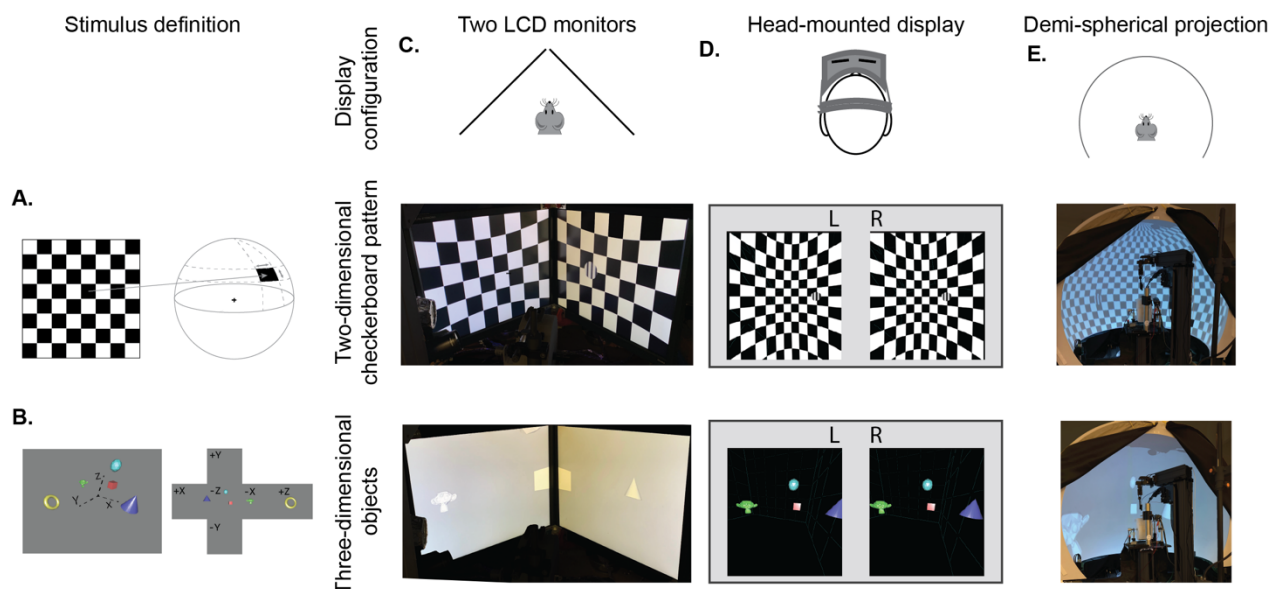 Stimulus definition
Two LCD monitors
Head-mounted display
Demi-spherical projection
C.
D.
E.
Display
configuration
A.
Two-dimensional
checkerboard pattern
L R
B.
Three-dimensional
objects
Z
Y
X
+Y
+X
-Z
-X
+Z
-Y
L R